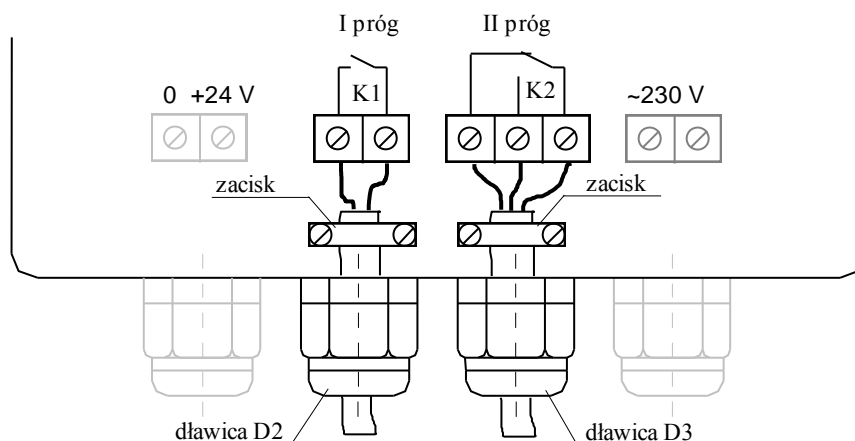 I próg
II próg
0 +24 V
K1
K2
~230 V
zacisk
zacisk
dławica D2
dławica D3